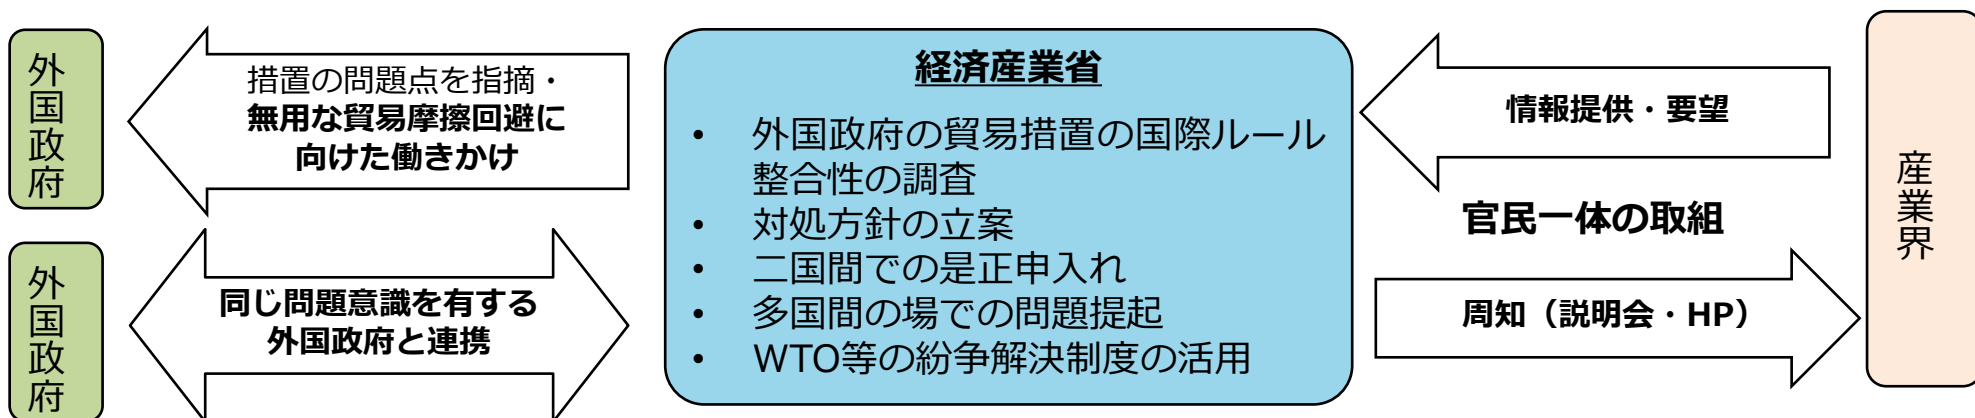 外国政府
措置の問題点を指摘・
無用な貿易摩擦回避に
向けた働きかけ
外国政府
同じ問題意識を有する
外国政府と連携
経済産業省
• 外国政府の貿易措置の国際ルール
整合性の調査
• 対処方針の立案
• 二国間での是正申入れ
• 多国間の場での問題提起
• WTO等の紛争解決制度の活用
情報提供・要望
官民一体の取組
周知（説明会・HP）
産業界